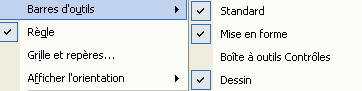 Barres d'outils
Règle
Grille et repères...
Afficher l'orientation
Standard
Mise en forme
Boîte à outils Contrôles
Dessin